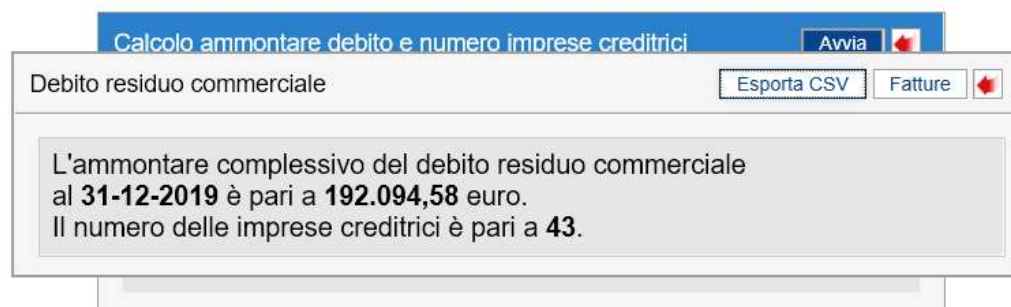 Calcolo ammontare debito e numero imprese creditrici Avvia
Debito residuo commerciale Esporta CSV Fatture
L'ammontare complessivo del debito residuo commerciale
al 31-12-2019 è pari a 192.094,58 euro.
Il numero delle imprese creditrici è pari a 43.